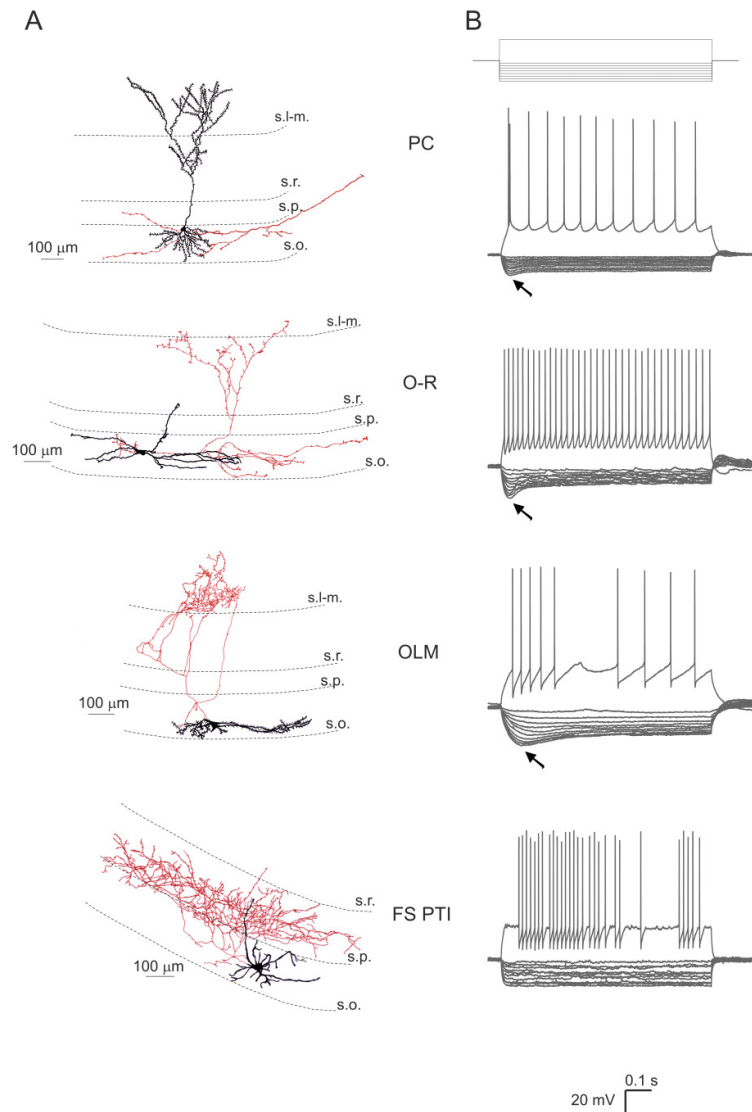 A
B
s.l-m.
PC
s.r.
s.p.
100 μm
s.o.
s.l-m.
O-R
s.r.
s.p.
100 μm
s.o.
s.l-m.
OLM
s.r.
s.p.
100 μm
s.o.
s.r.
FS PTI
s.p.
100 μm
s.o.
0.1 s
20 mV